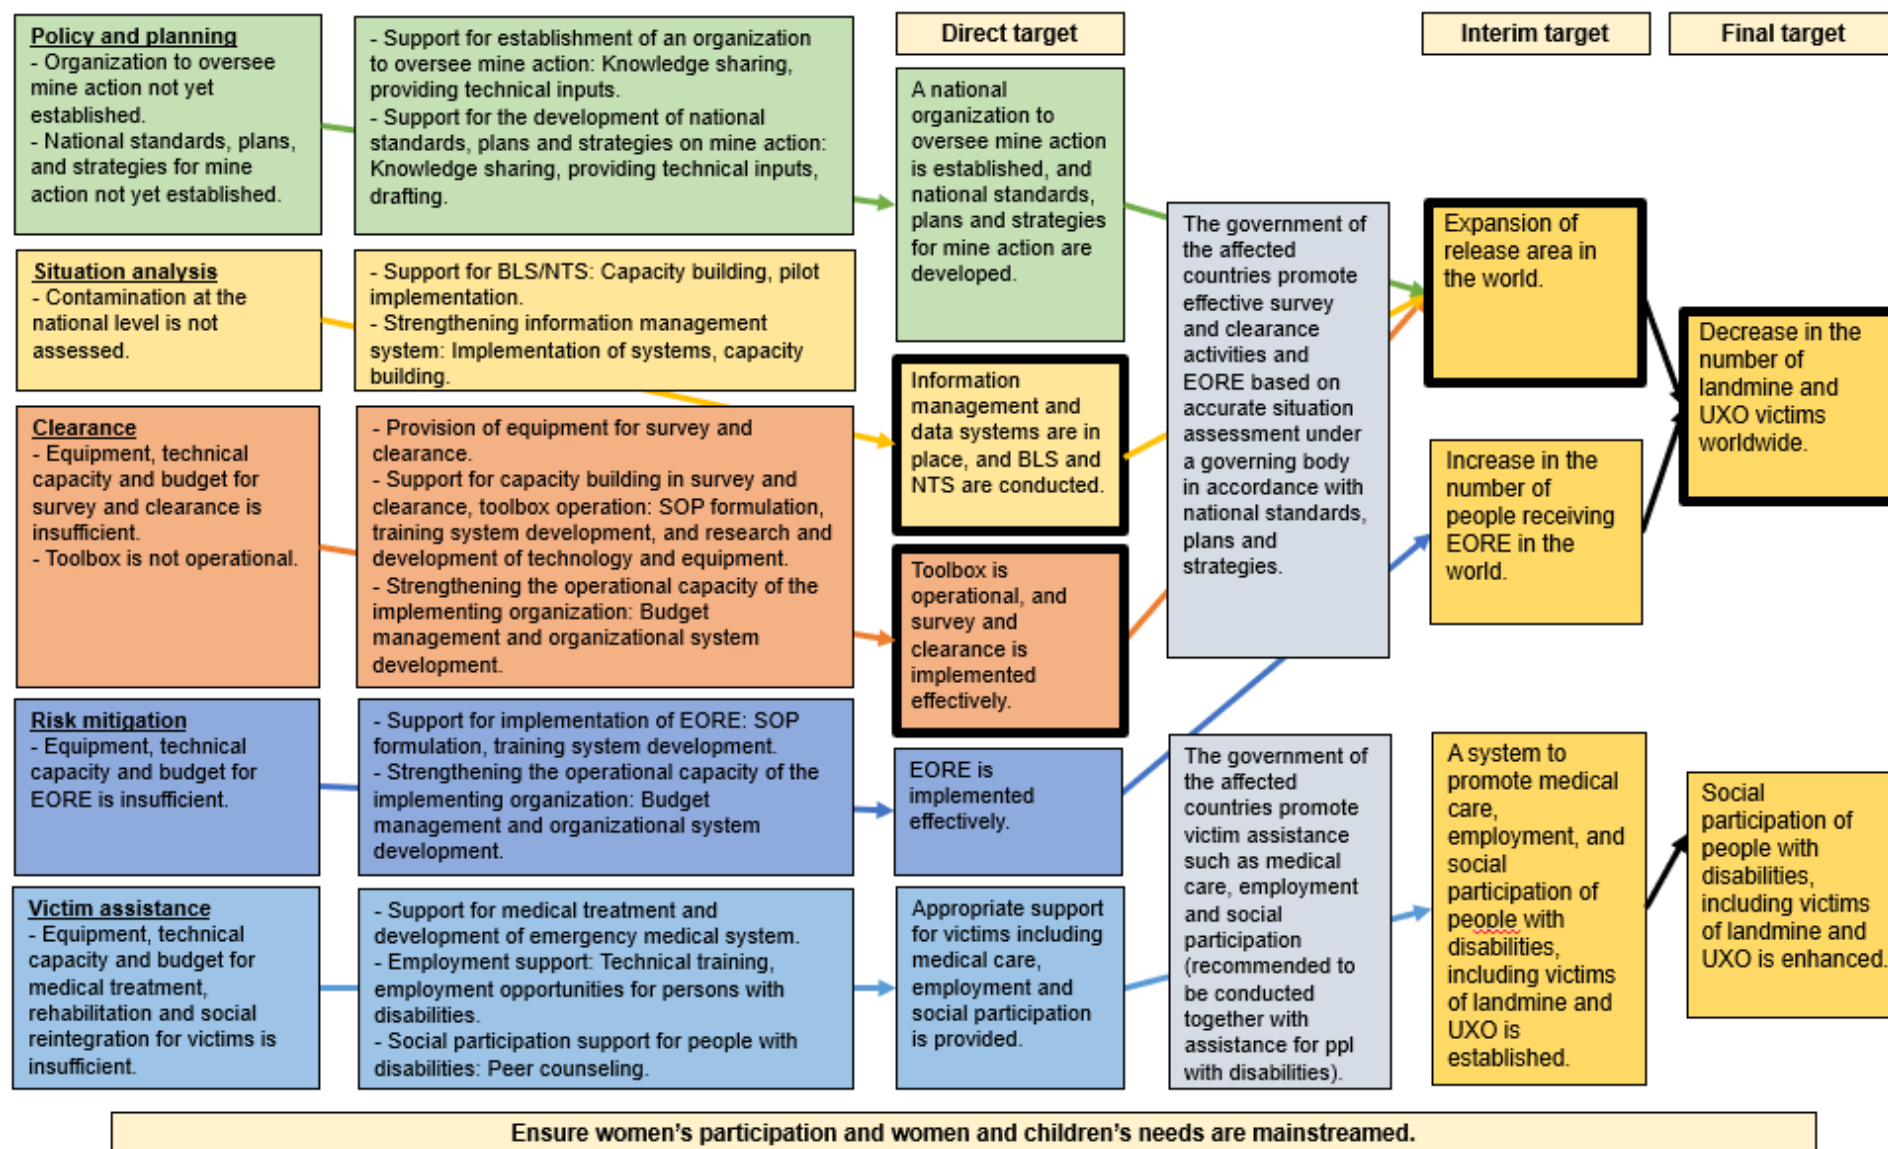 Policy and planning
- Organization to oversee
mine action not yet
established.
- National standards, plans,
and strategies for mine
action not yet established.
- Support for establishment of an organization
to oversee mine action: Knowledge sharing,
providing technical inputs.
- Support for the development of national
standards, plans and strategies on mine action:
Knowledge sharing, providing technical inputs,
drafting.
Direct target
A national
organization to
oversee mine action
is established, and
national standards,
plans and strategies
for mine action are
developed.
Interim target
Final target
Situation analysis
- Contamination at the
national level is not
assessed.
- Support for BLS/NTS: Capacity building, pilot
implementation.
- Strengthening information management
system: Implementation of systems, capacity
building.
Information
management and
data systems are in
place, and BLS and
NTS are conducted.
Clearance
- Equipment, technical
capacity and budget for
survey and clearance is
insufficient.
- Toolbox is not operational.
- Provision of equipment for survey and
clearance.
- Support for capacity building in survey and
clearance, toolbox operation: SOP formulation,
training system development, and research and
development of technology and equipment.
- Strengthening the operational capacity of the
implementing organization: Budget
management and organizational system
development.
Toolbox is
operational, and
survey and
clearance is
implemented
effectively.
The government of
the affected
countries promote
effective survey
and clearance
activities and
EORE based on
accurate situation
assessment under
a governing body
in accordance with
national standards,
plans and
strategies.
Expansion of
release area in
the world.
Increase in the
number of
people receiving
EORE in the
world.
Decrease in the
number of
landmine and
UXO victims
worldwide.
Risk mitigation
- Equipment, technical
capacity and budget for
EORE is insufficient.
- Support for implementation of EORE: SOP
formulation, training system development.
- Strengthening the operational capacity of the
implementing organization: Budget
management and organizational system
development.
EORE is
implemented
effectively.
Victim assistance
- Equipment, technical
capacity and budget for
medical treatment,
rehabilitation and social
reintegration for victims is
insufficient.
- Support for medical treatment and
development of emergency medical system.
- Employment support: Technical training,
employment opportunities for persons with
disabilities.
- Social participation support for people with
disabilities: Peer counseling.
Appropriate support
for victims including
medical care,
employment and
social participation
is provided.
The government of
the affected
countries promote
victim assistance
such as medical
care, employment
and social
participation
(recommended to
be conducted
together with
assistance for ppl
with disabilities).
A system to
promote medical
care,
employment, and
social
participation of
people with
disabilities,
including victims
of landmine and
UXO is
established.
Social
participation of
people with
disabilities,
including victims
of landmine and
UXO is enhanced.
Ensure women's participation and women and children's needs are mainstreamed.